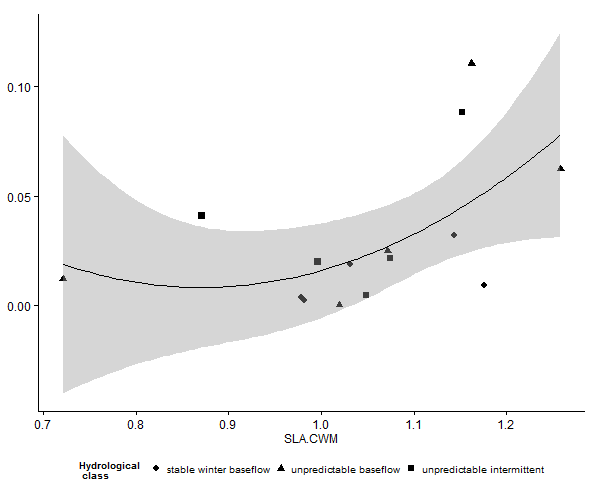 0.10
0.05
0.00
0.7 0.8 0.9 1.0 1.1 1.2
SLA.CWM
Hydrological
class
stable winter baseflow unpredictable baseflow unpredictable intermittent